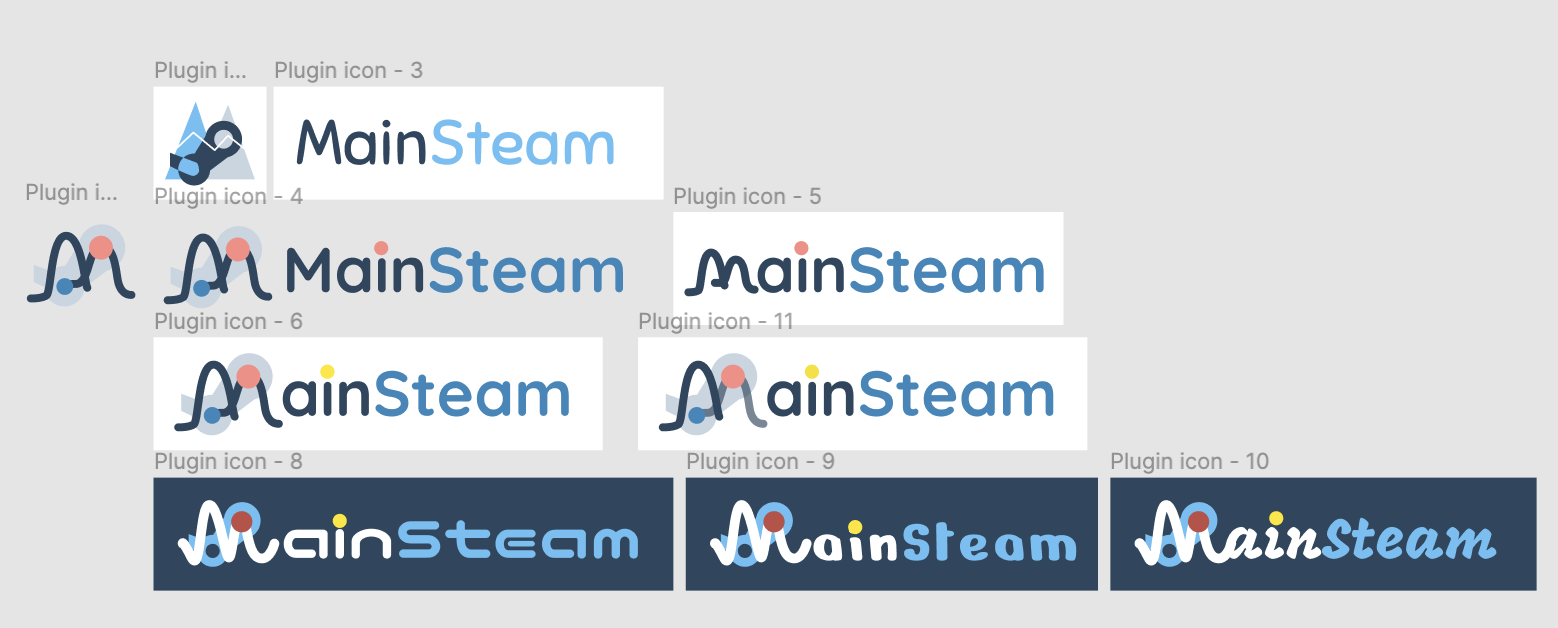 Plugin i...
Plugin icon - 3
MainSteam
Plugin i...
Plugin icon - 4
Plugin icon - 5
MainSteam
MainSteam
Plugin icon - 6
Plugin icon - 11
MainSteam
MainSteam
Plugin icon - 8
Plugin icon - 9
Plugin icon - 10
MainSteam
MainSteam
MainSteam